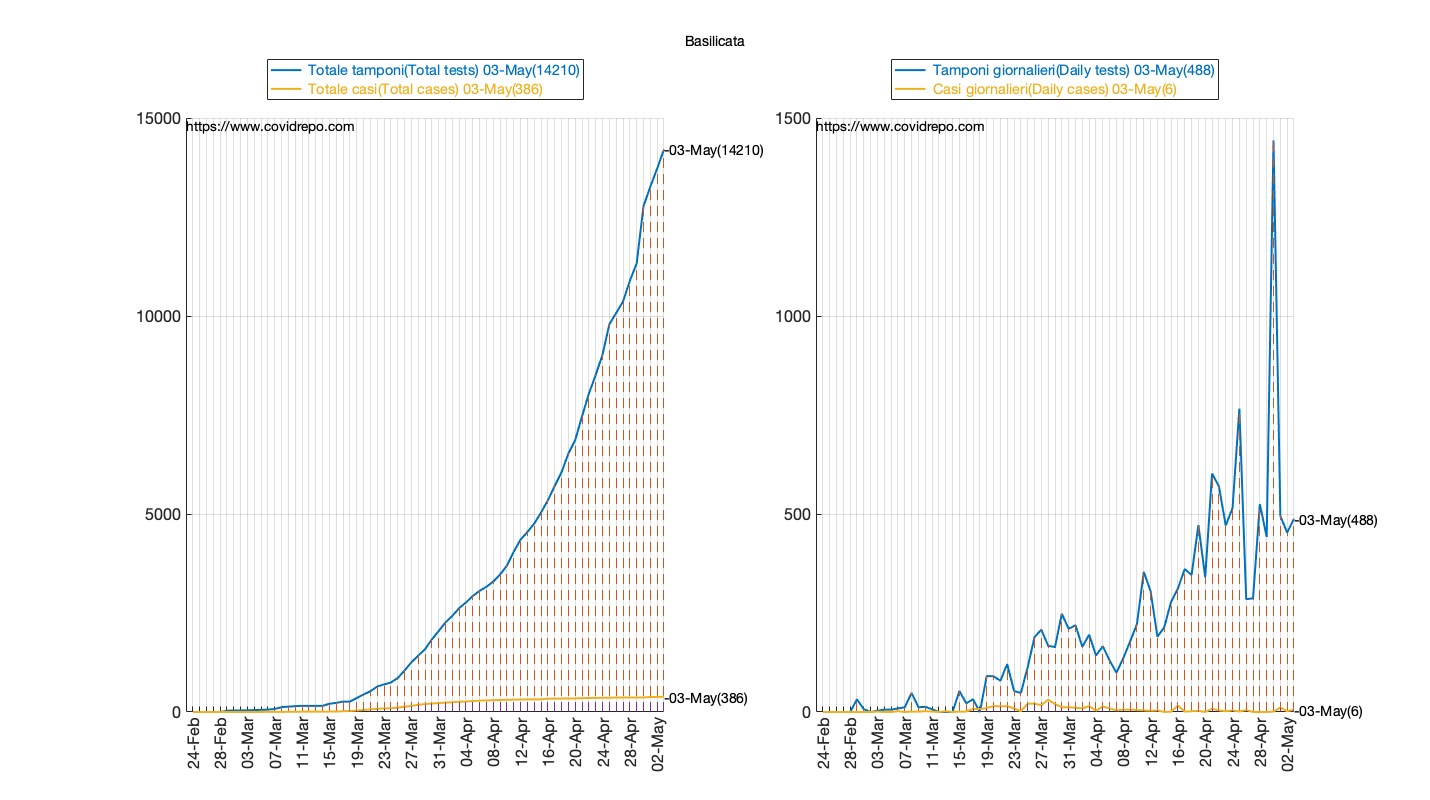 Basilicata
Totale tamponi(Total tests) 03-May(14210)
Totale casi(Total cases) 03-May(386)
15000
https://www.covidrepo.com
03-May(14210)
10000
5000
03-May(386)
0
24-Feb
28-Feb
03-Mar
07-Mar
11-Mar
15-Mar
19-Mar
23-Mar
27-Mar
31-Mar
04-Apr
08-Apr
12-Apr
16-Apr
20-Apr
24-Apr
28-Apr
02-May
Tamponi giornalieri(Daily tests) 03-May(488)
Casi giornalieri(Daily cases) 03-May(6)
1500
https://www.covidrepo.com
1000
500
03-May(488)
03-May(6)
0
24-Feb
28-Feb
03-Mar
07-Mar
11-Mar
15-Mar
19-Mar
23-Mar
27-Mar
31-Mar
04-Apr
08-Apr
12-Apr
16-Apr
20-Apr
24-Apr
28-Apr
02-May